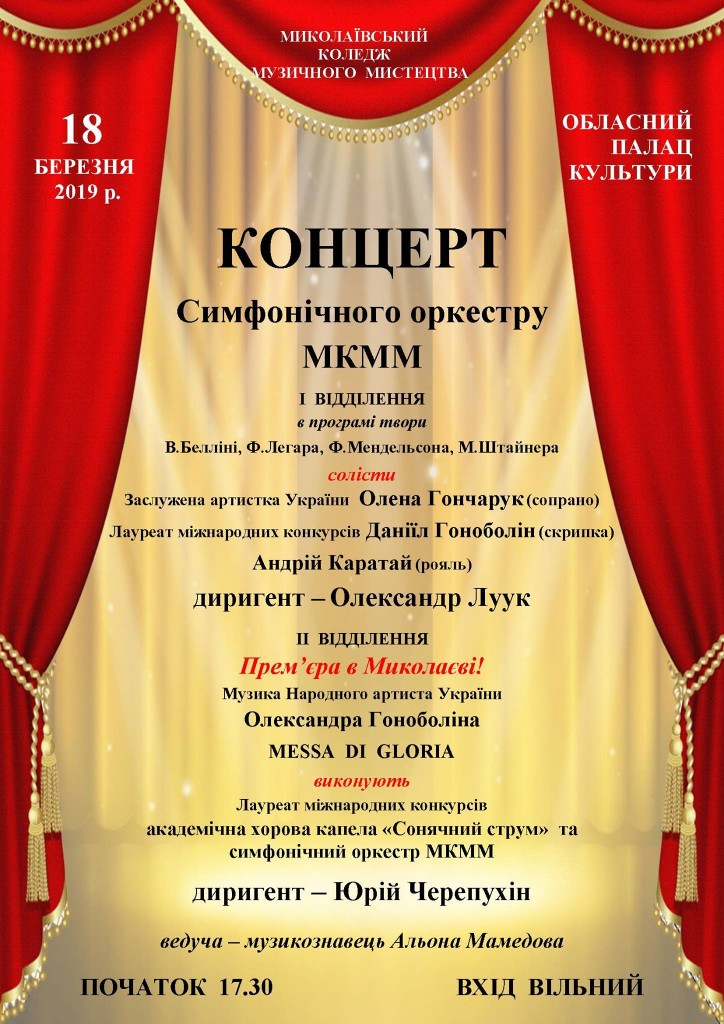 МИКОЛАЇВСЬКИЙ
КОЛЕДЖ
МУЗИЧНОГО МИСТЕЦТВА
18
БЕРЕЗНЯ
2019 р.
ОБЛАСНИЙ
ПАЛАЦ
КУЛЬТУРИ
КОНЦЕРТ
Симфонічного оркестру
МКММ
І ВІДДІЛЕННЯ
в програмі твори
В.Белліні, Ф.Легара, Ф.Мендельсона, М.Штайнера
солісти
Заслужена артистка України Олена Гончарук (сопрано)
Лауреат міжнародних конкурсів Даніїл Гоноболін (скрипка)
Андрій Каратай (рояль)
диригент – Олександр Луук
ІІ ВІДДІЛЕННЯ
Прем’єра в Миколаєві!
Музика Народного артиста України
Олександра Гоноболіна
MESSA DI GLORIA
виконують
Лауреат міжнародних конкурсів
академічна хорова капела «Сонячний струм» та
симфонічний оркестр МКММ
диригент – Юрій Черепухін
ведуча – музикознавець Альона Мамедова
ПОЧАТОК 17.30
ВХІД ВІЛЬНИЙ